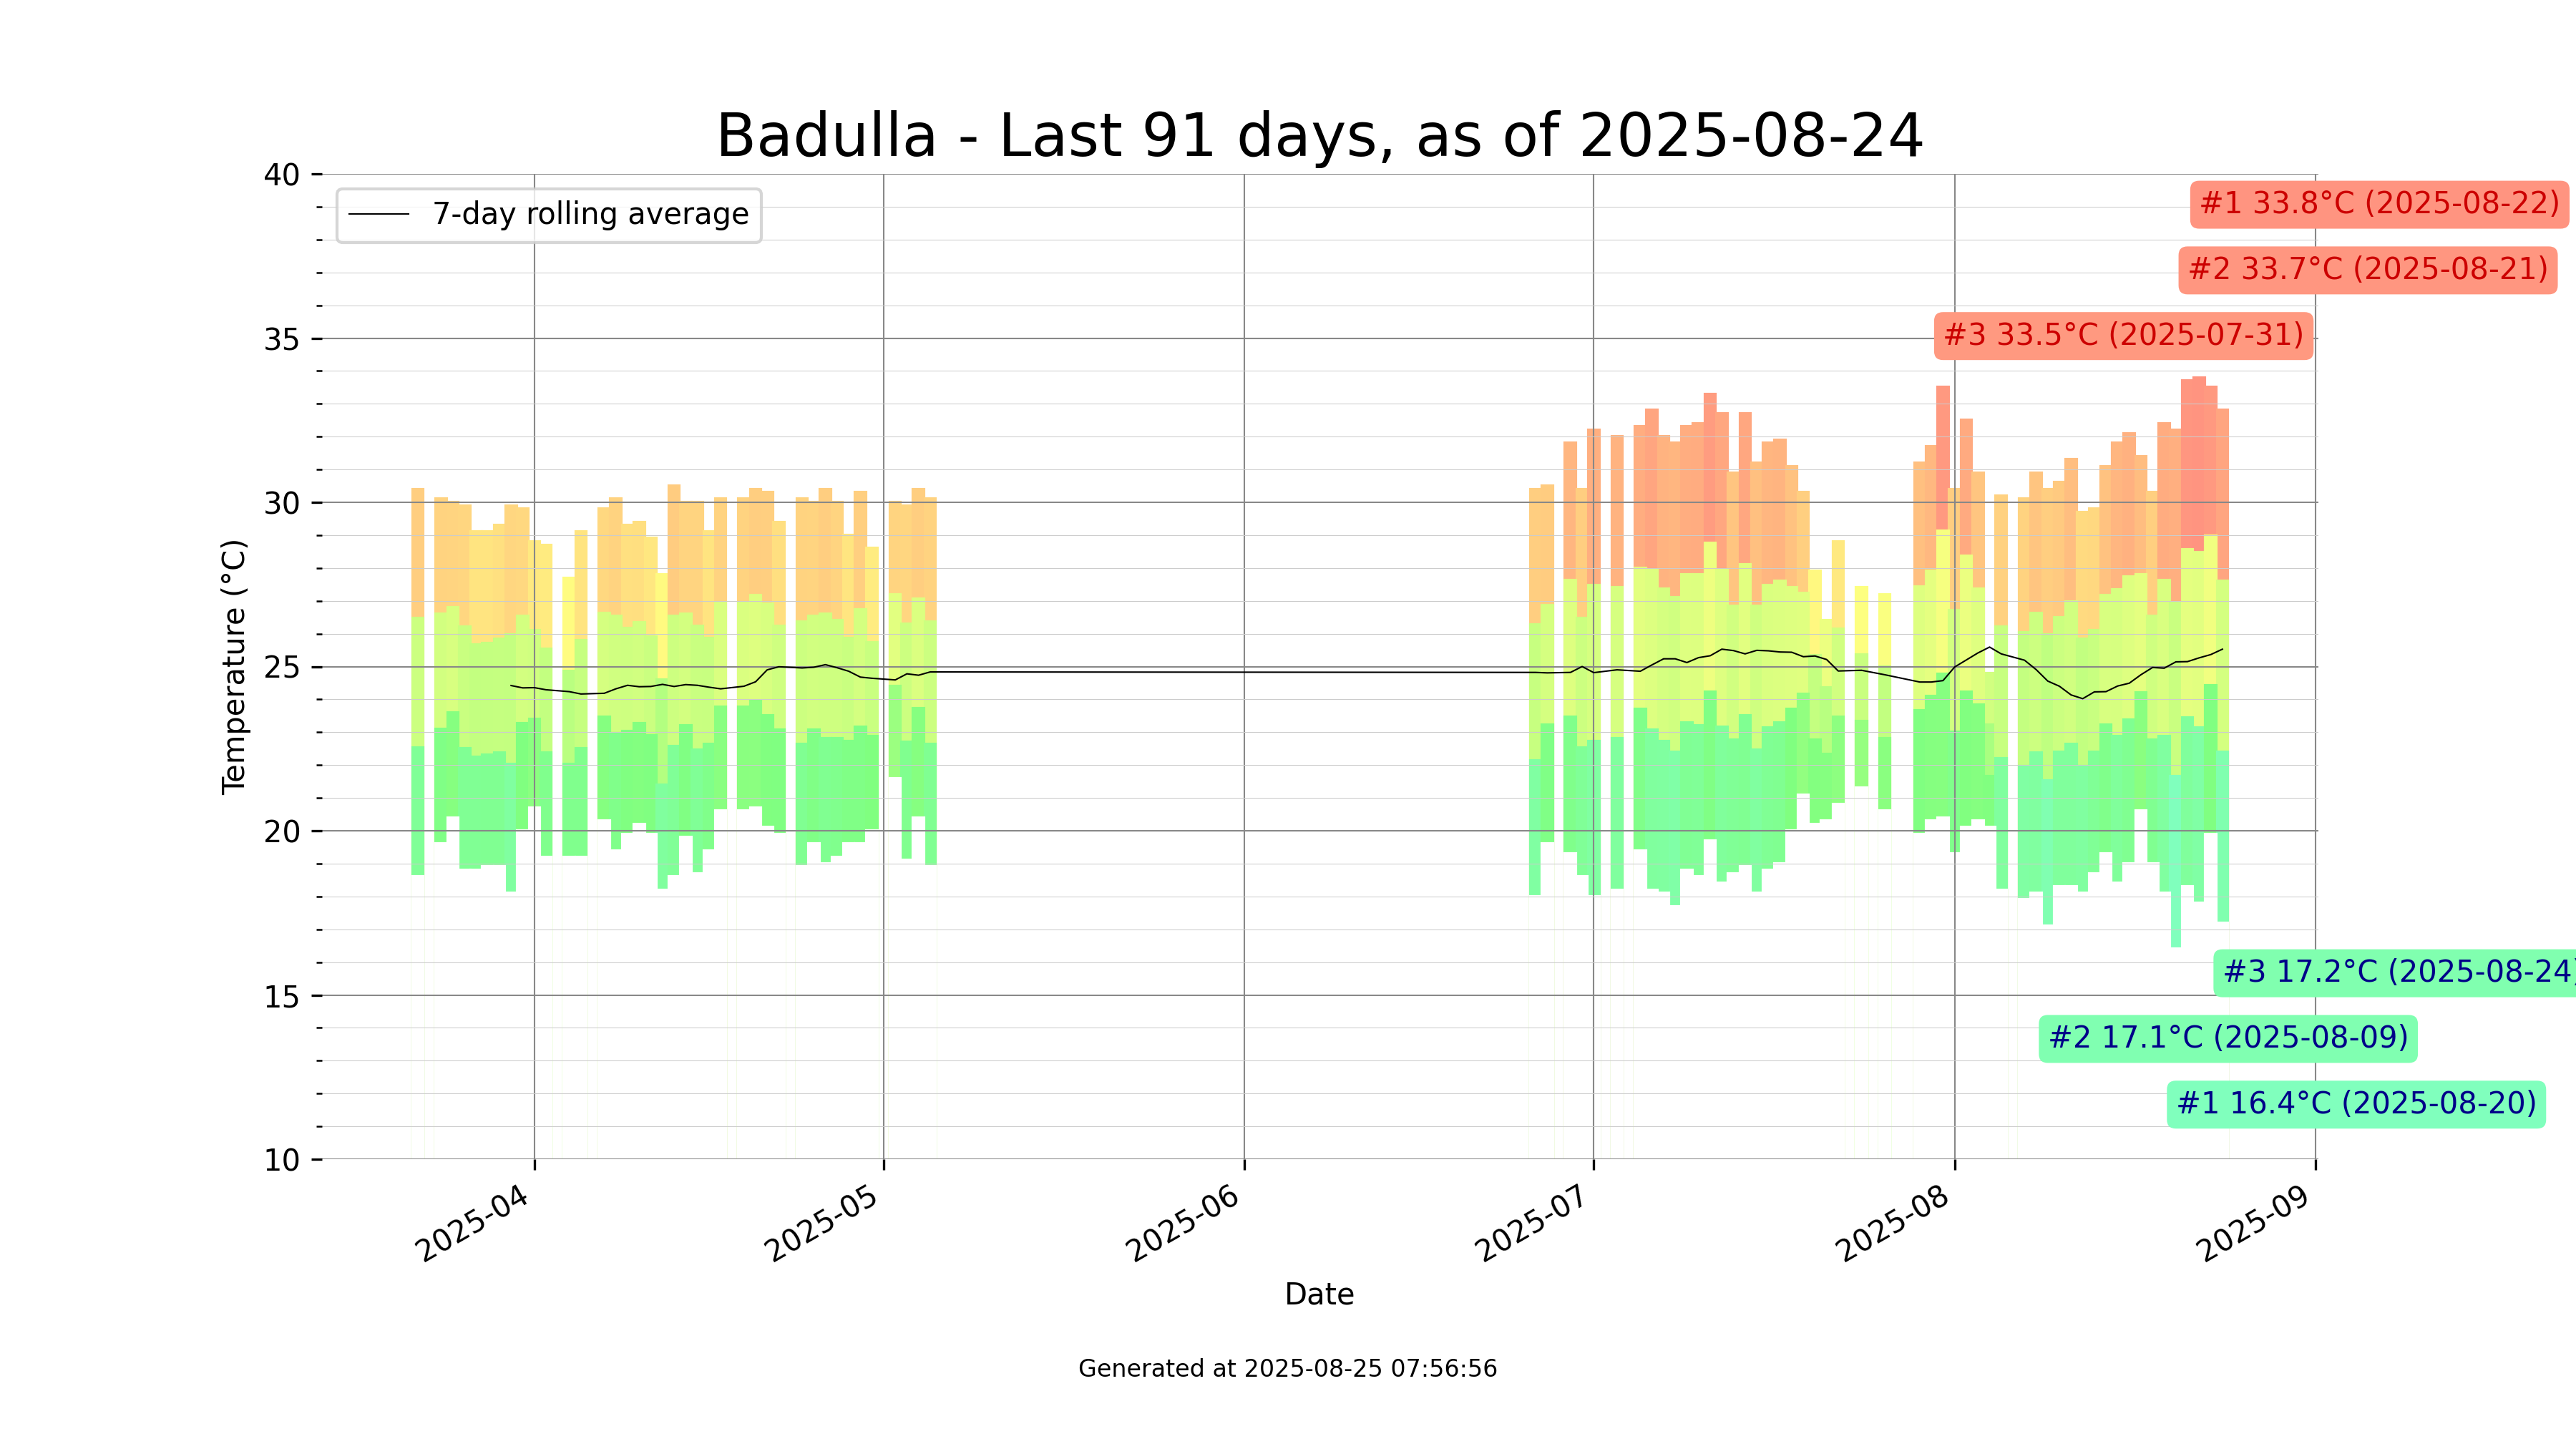 Badulla - Last 91 days, as of 2025-08-24
7-day rolling average
#1 33.8°C (2025-08-22)
#2 33.7°C (2025-08-21)
#3 33.5°C (2025-07-31)
40
35
30
25
20
15
10
Temperature (°C)
#3 17.2°C (2025-08-24)
#2 17.1°C (2025-08-09)
#1 16.4°C (2025-08-20)
2025-04
2025-05
2025-06
2025-07
2025-08
2025-09
Date
Generated at 2025-08-25 07:56:56